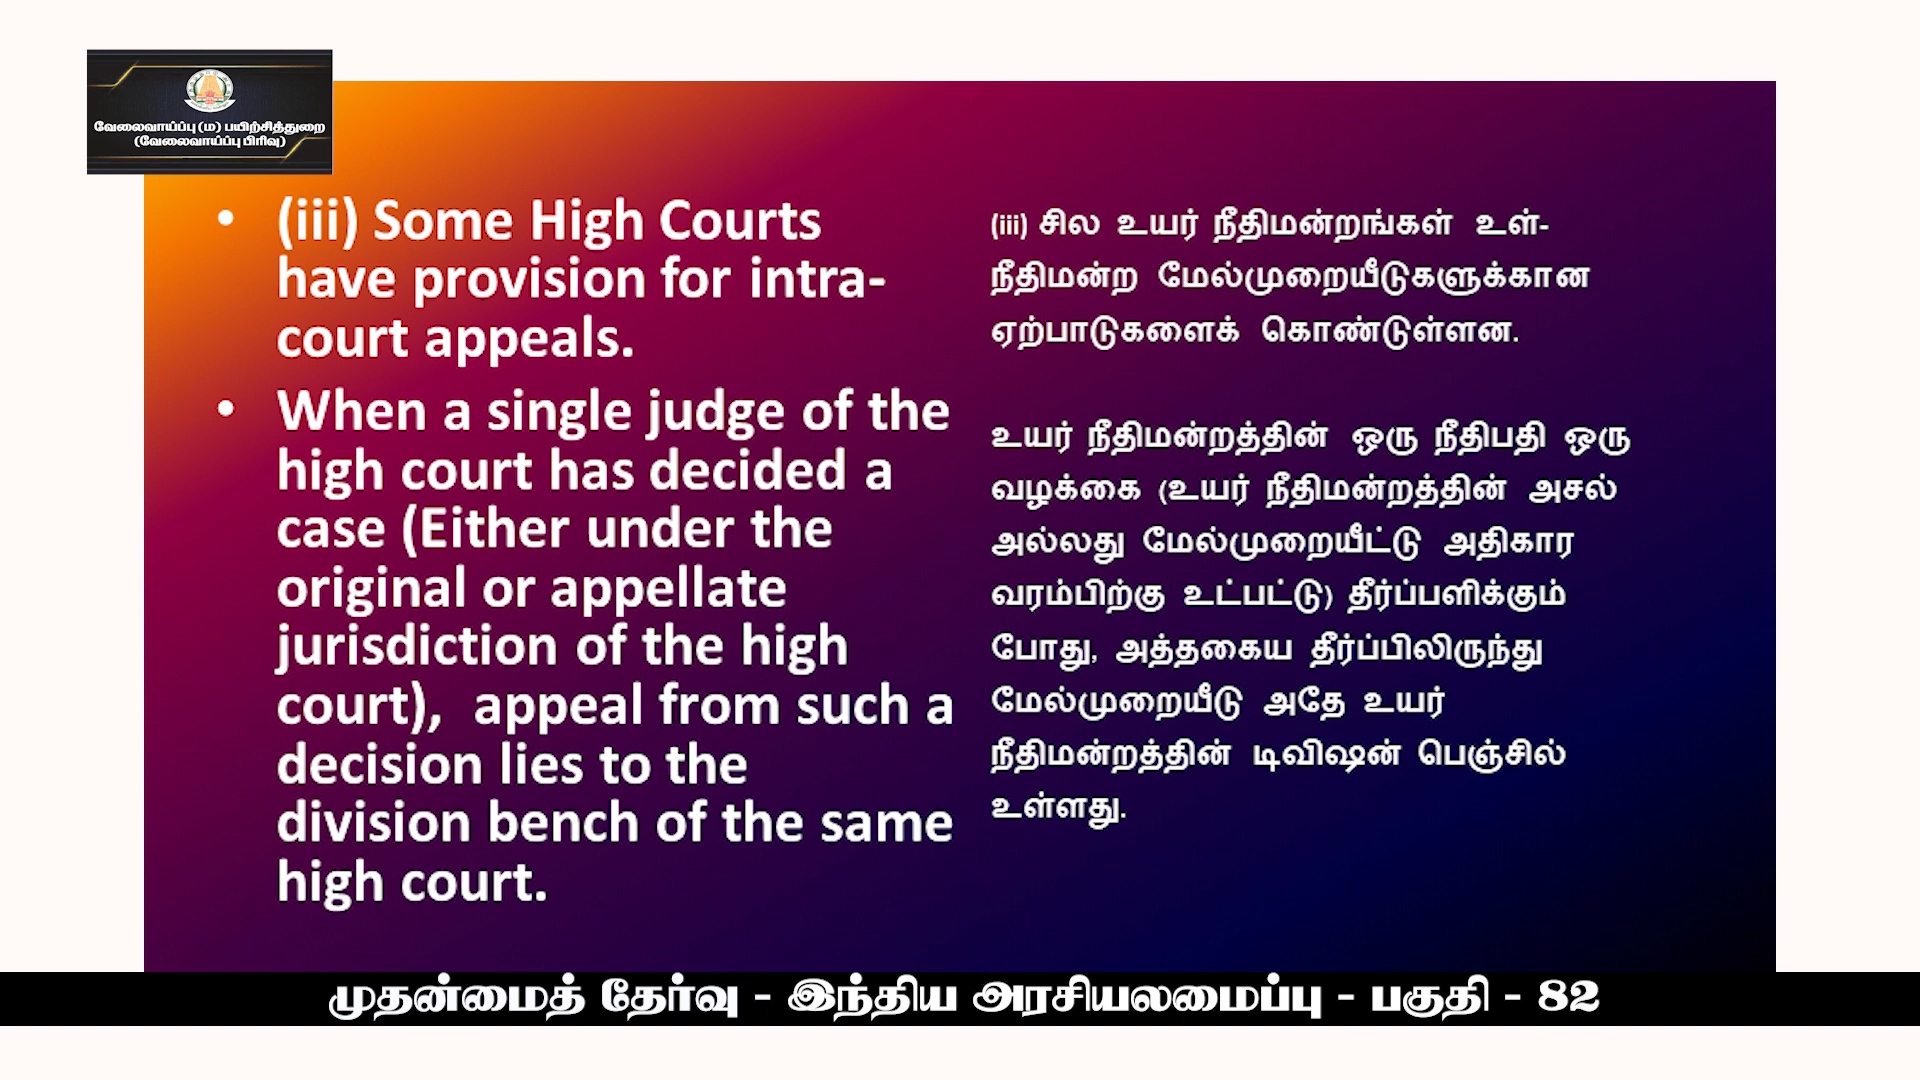 வேலைவாய்ப்பு (ம) பயிற்சித்துறை
(வேலைவாய்ப்பு பிரிவு)
• (iii) Some High Courts
have provision for intra-
court appeals.
• When a single judge of the
high court has decided a
case (Either under the
original or appellate
jurisdiction of the high
court), appeal from such a
decision lies to the
division bench of the same
high court.
(iii) சில உயர் நீதிமன்றங்கள் உள்-
நீதிமன்ற மேல்முறையீடுகளுக்கான
ஏற்பாடுகளைக் கொண்டுள்ளன.
உயர் நீதிமன்றத்தின் ஒரு நீதிபதி ஒரு
வழக்கை (உயர் நீதிமன்றத்தின் அசல்
அல்லது மேல்முறையீட்டு அதிகார
வரம்பிற்கு உட்பட்டு) தீர்ப்பளிக்கும்
போது, அத்தகைய தீர்ப்பிலிருந்து
மேல்முறையீடு அதே உயர்
நீதிமன்றத்தின் டிவிஷன் பெஞ்சில்
உள்ளது.
முதன்மைத் தேர்வு - இந்திய அரசியலமைப்பு - பகுதி - 82